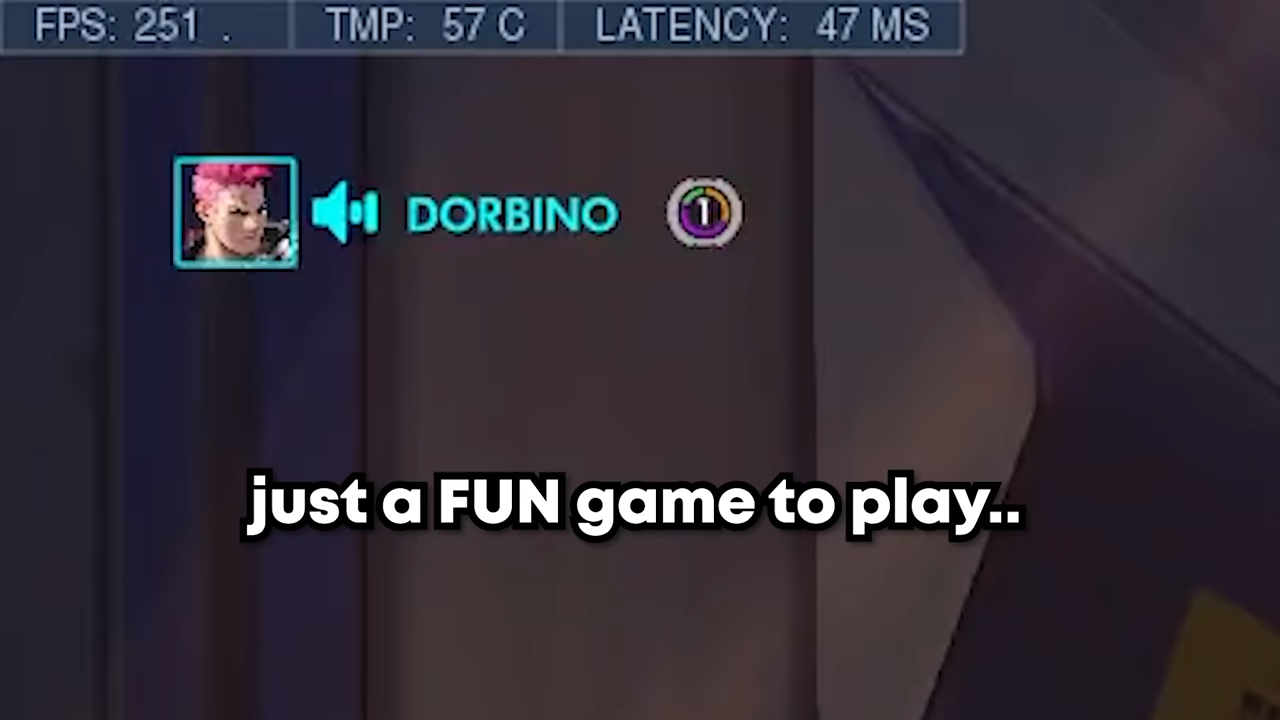 FPS: 251 . TMP: 57 C LATENCY: 47 MS
DORBINO 1
just a FUN game to play..